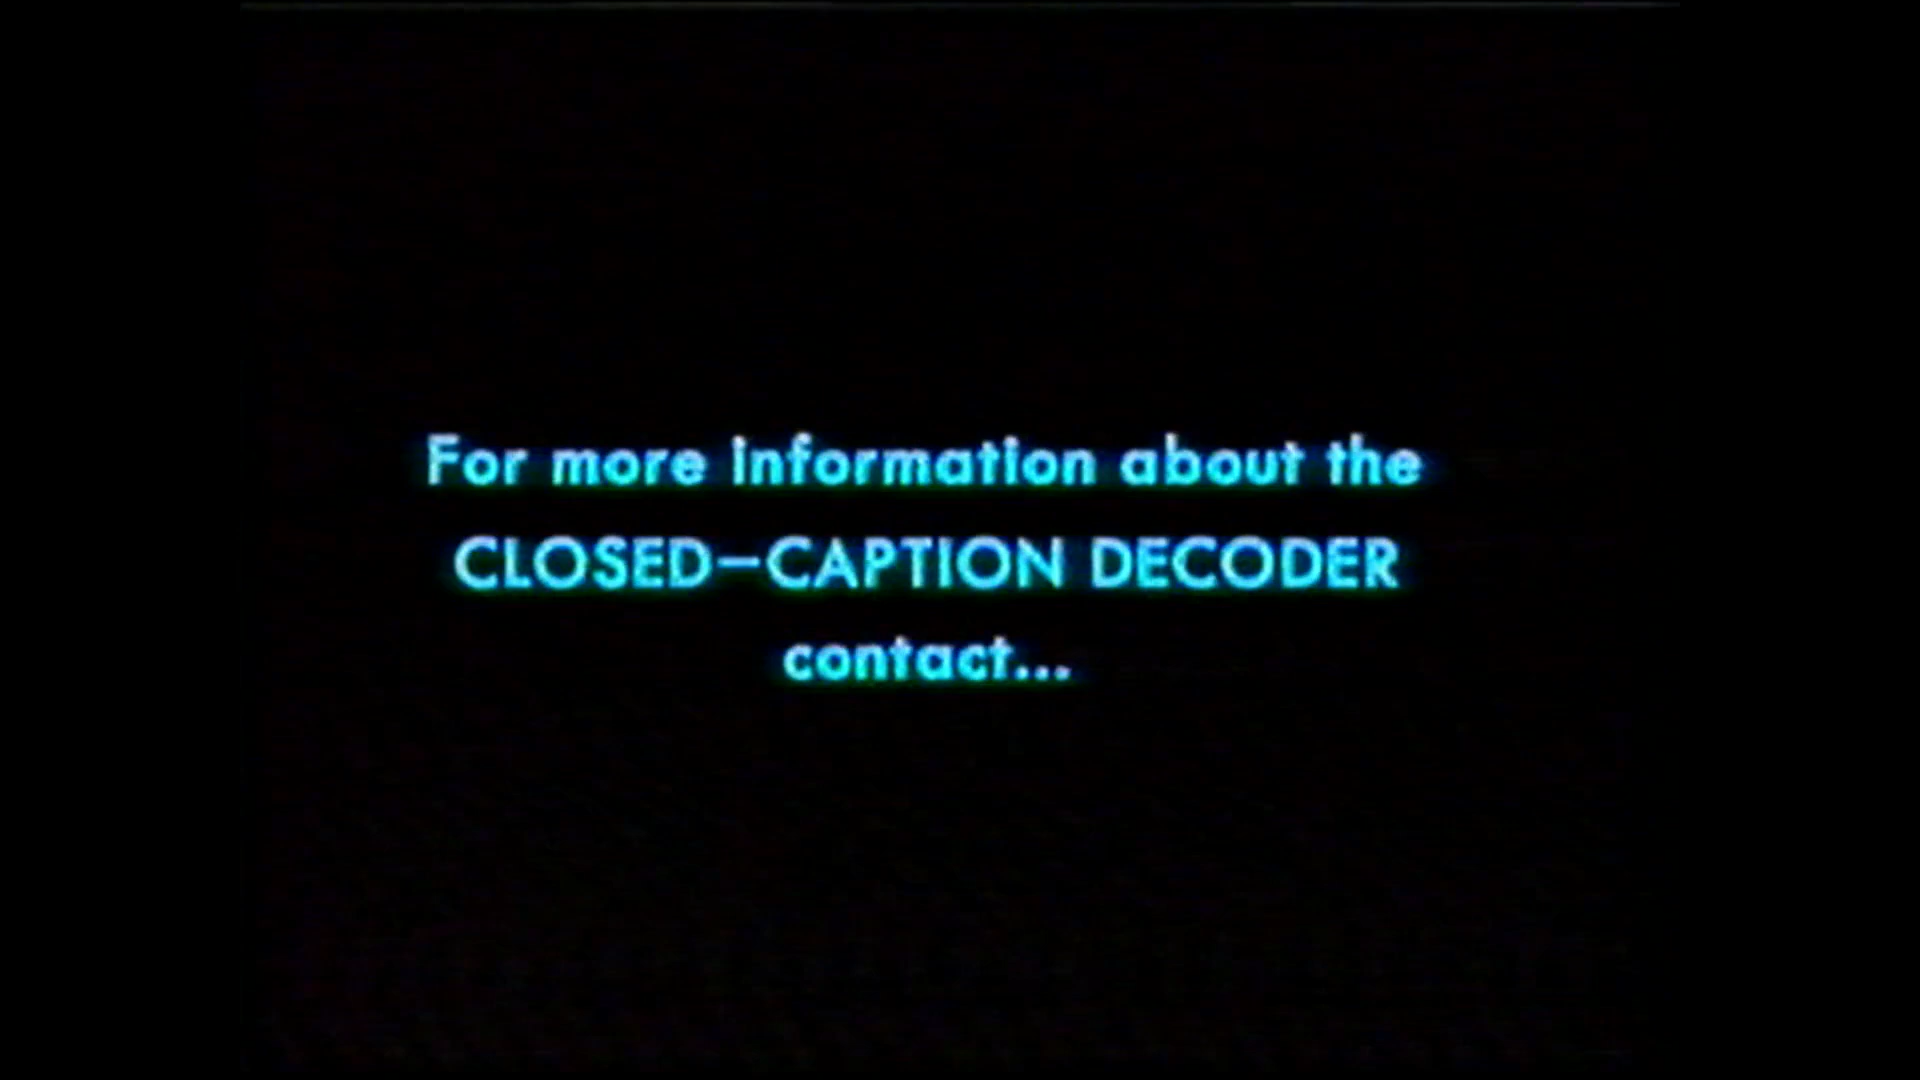 For more information about the
CLOSED–CAPTION DECODER
contact...